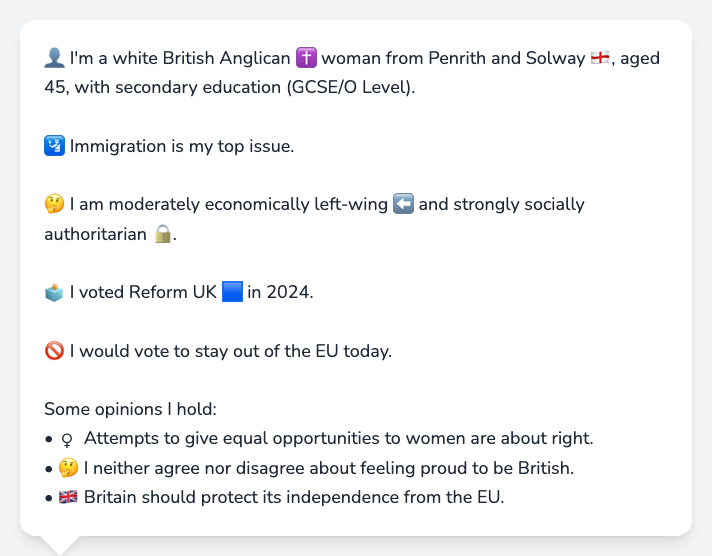 👤 I'm a white British Anglican ✝️ woman from Penrith and Solway 🏴󠁧󠁢󠁥󠁮󠁧󠁿, aged
45, with secondary education (GCSE/O Level).
🛂 Immigration is my top issue.
🤔 I am moderately economically left-wing ⬅️ and strongly socially
authoritarian 🔒.
🗳️ I voted Reform UK 🟦 in 2024.
🚫 I would vote to stay out of the EU today.
Some opinions I hold:
• ♀ Attempts to give equal opportunities to women are about right.
• 🤔 I neither agree nor disagree about feeling proud to be British.
• 🇬🇧 Britain should protect its independence from the EU.